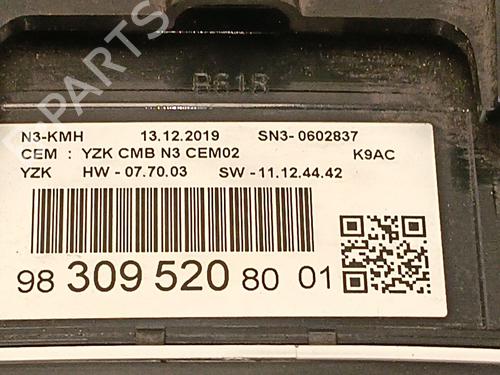 PARTS
B618
N3-KMH 13.12.2019 SN3- 0602837
CEM : YZK CMB N3 CEM02 K9AC
YZK HW - 07.70.03 SW - 11.12.44.42
98 309 520 80 01